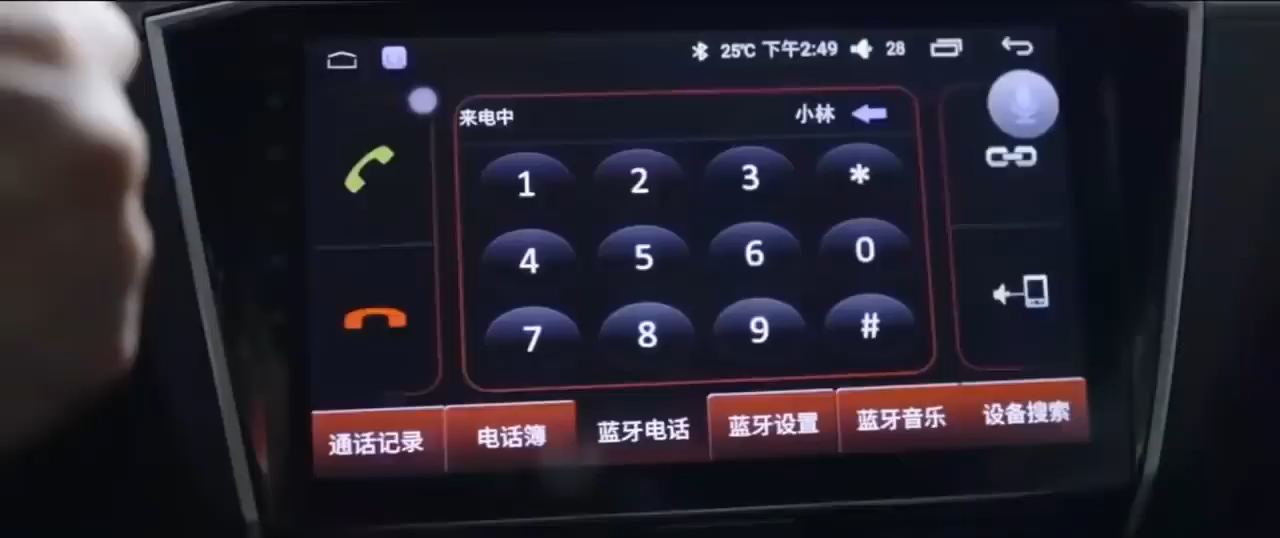 25℃ 下午2:49 28
来电中 小林
1 2 3 *
4 5 6 0
7 8 9 #
通话记录 电话簿 蓝牙电话 蓝牙设置 蓝牙音乐 设备搜索